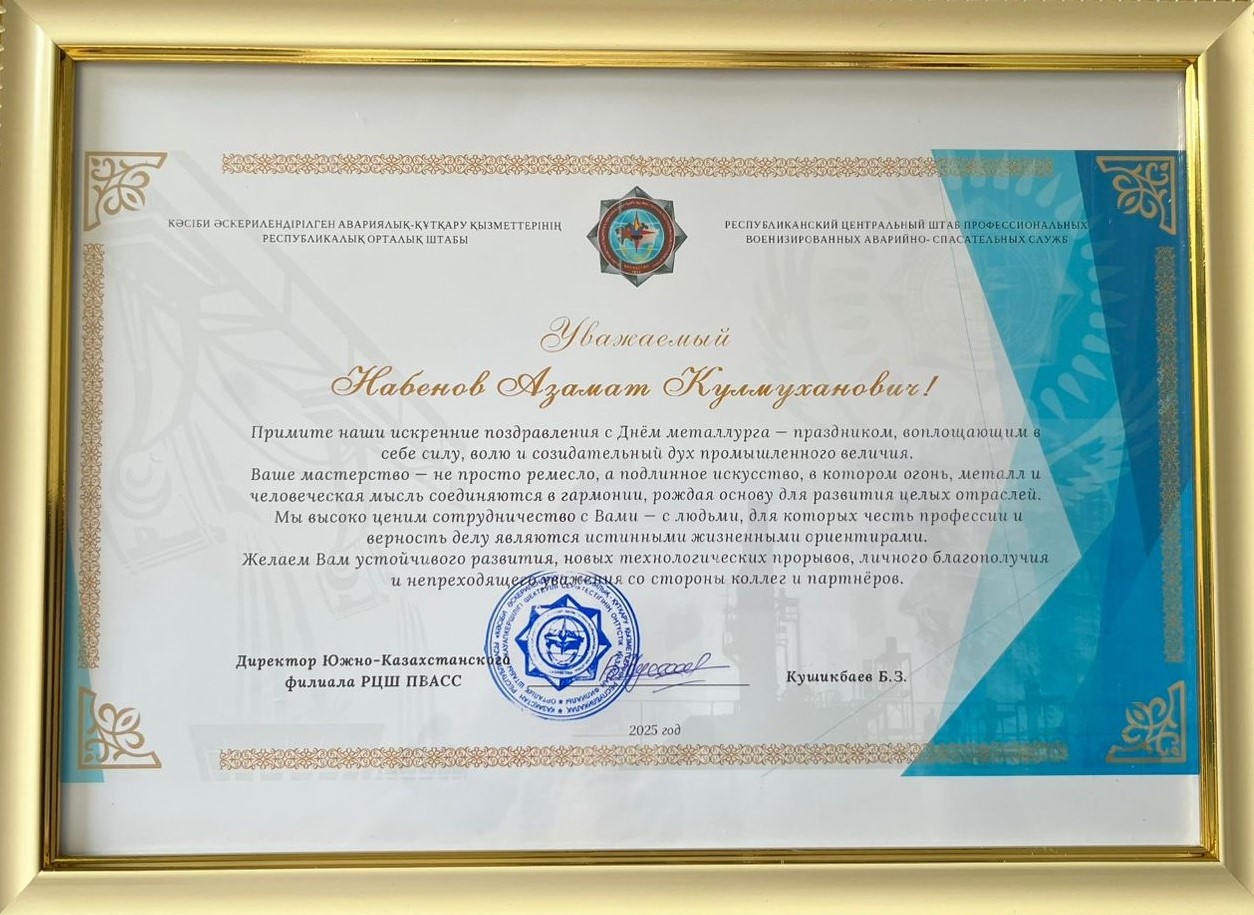 КӘСІБИ ӘСКЕРИЛЕНДІРІЛГЕН АВАРИЯЛЫҚ-ҚҰТҚАРУ ҚЫЗМЕТТЕРІНІҢ
РЕСПУБЛИКАЛЫҚ ОРТАЛЫҚ ШТАБЫ
РЕСПУБЛИКАНСКИЙ ЦЕНТРАЛЬНЫЙ ШТАБ ПРОФЕССИОНАЛЬНЫХ
ВОЕНИЗИРОВАННЫХ АВАРИЙНО- СПАСАТЕЛЬНЫХ СЛУЖБ
Уважаемый
Набенов Азамат Кулмуханович!
Примите наши искренние поздравления с Днём металлурга — праздником, воплощающим в
себе силу, волю и созидательный дух промышленного величия.
Ваше мастерство — не просто ремесло, а подлинное искусство, в котором огонь, металл и
человеческая мысль соединяются в гармонии, рождая основу для развития целых отраслей.
Мы высоко ценим сотрудничество с Вами — с людьми, для которых честь профессии и
верность делу являются истинными жизненными ориентирами.
Желаем Вам устойчивого развития, новых технологических прорывов, личного благополучия
и непреходящего уважения со стороны коллег и партнёров.
Директор Южно-Казахстанского
филиала РЦШ ПВАСС
Кушикбаев Б.З.
2025 год